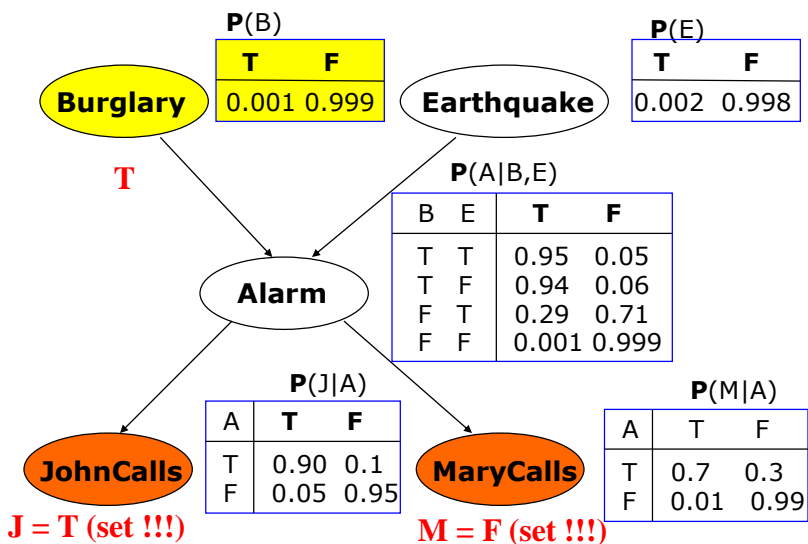 P(B)
T F
0.001 0.999
Burglary
P(E)
T F
0.002 0.998
Earthquake
T
P(A|B,E)
B E T F
T T 0.95 0.05
T F 0.94 0.06
F T 0.29 0.71
F F 0.001 0.999
Alarm
P(J|A)
A T F
T 0.90 0.1
F 0.05 0.95
P(M|A)
A T F
T 0.7 0.3
F 0.01 0.99
JohnCalls
MaryCalls
J = T (set !!!)
M = F (set !!!)